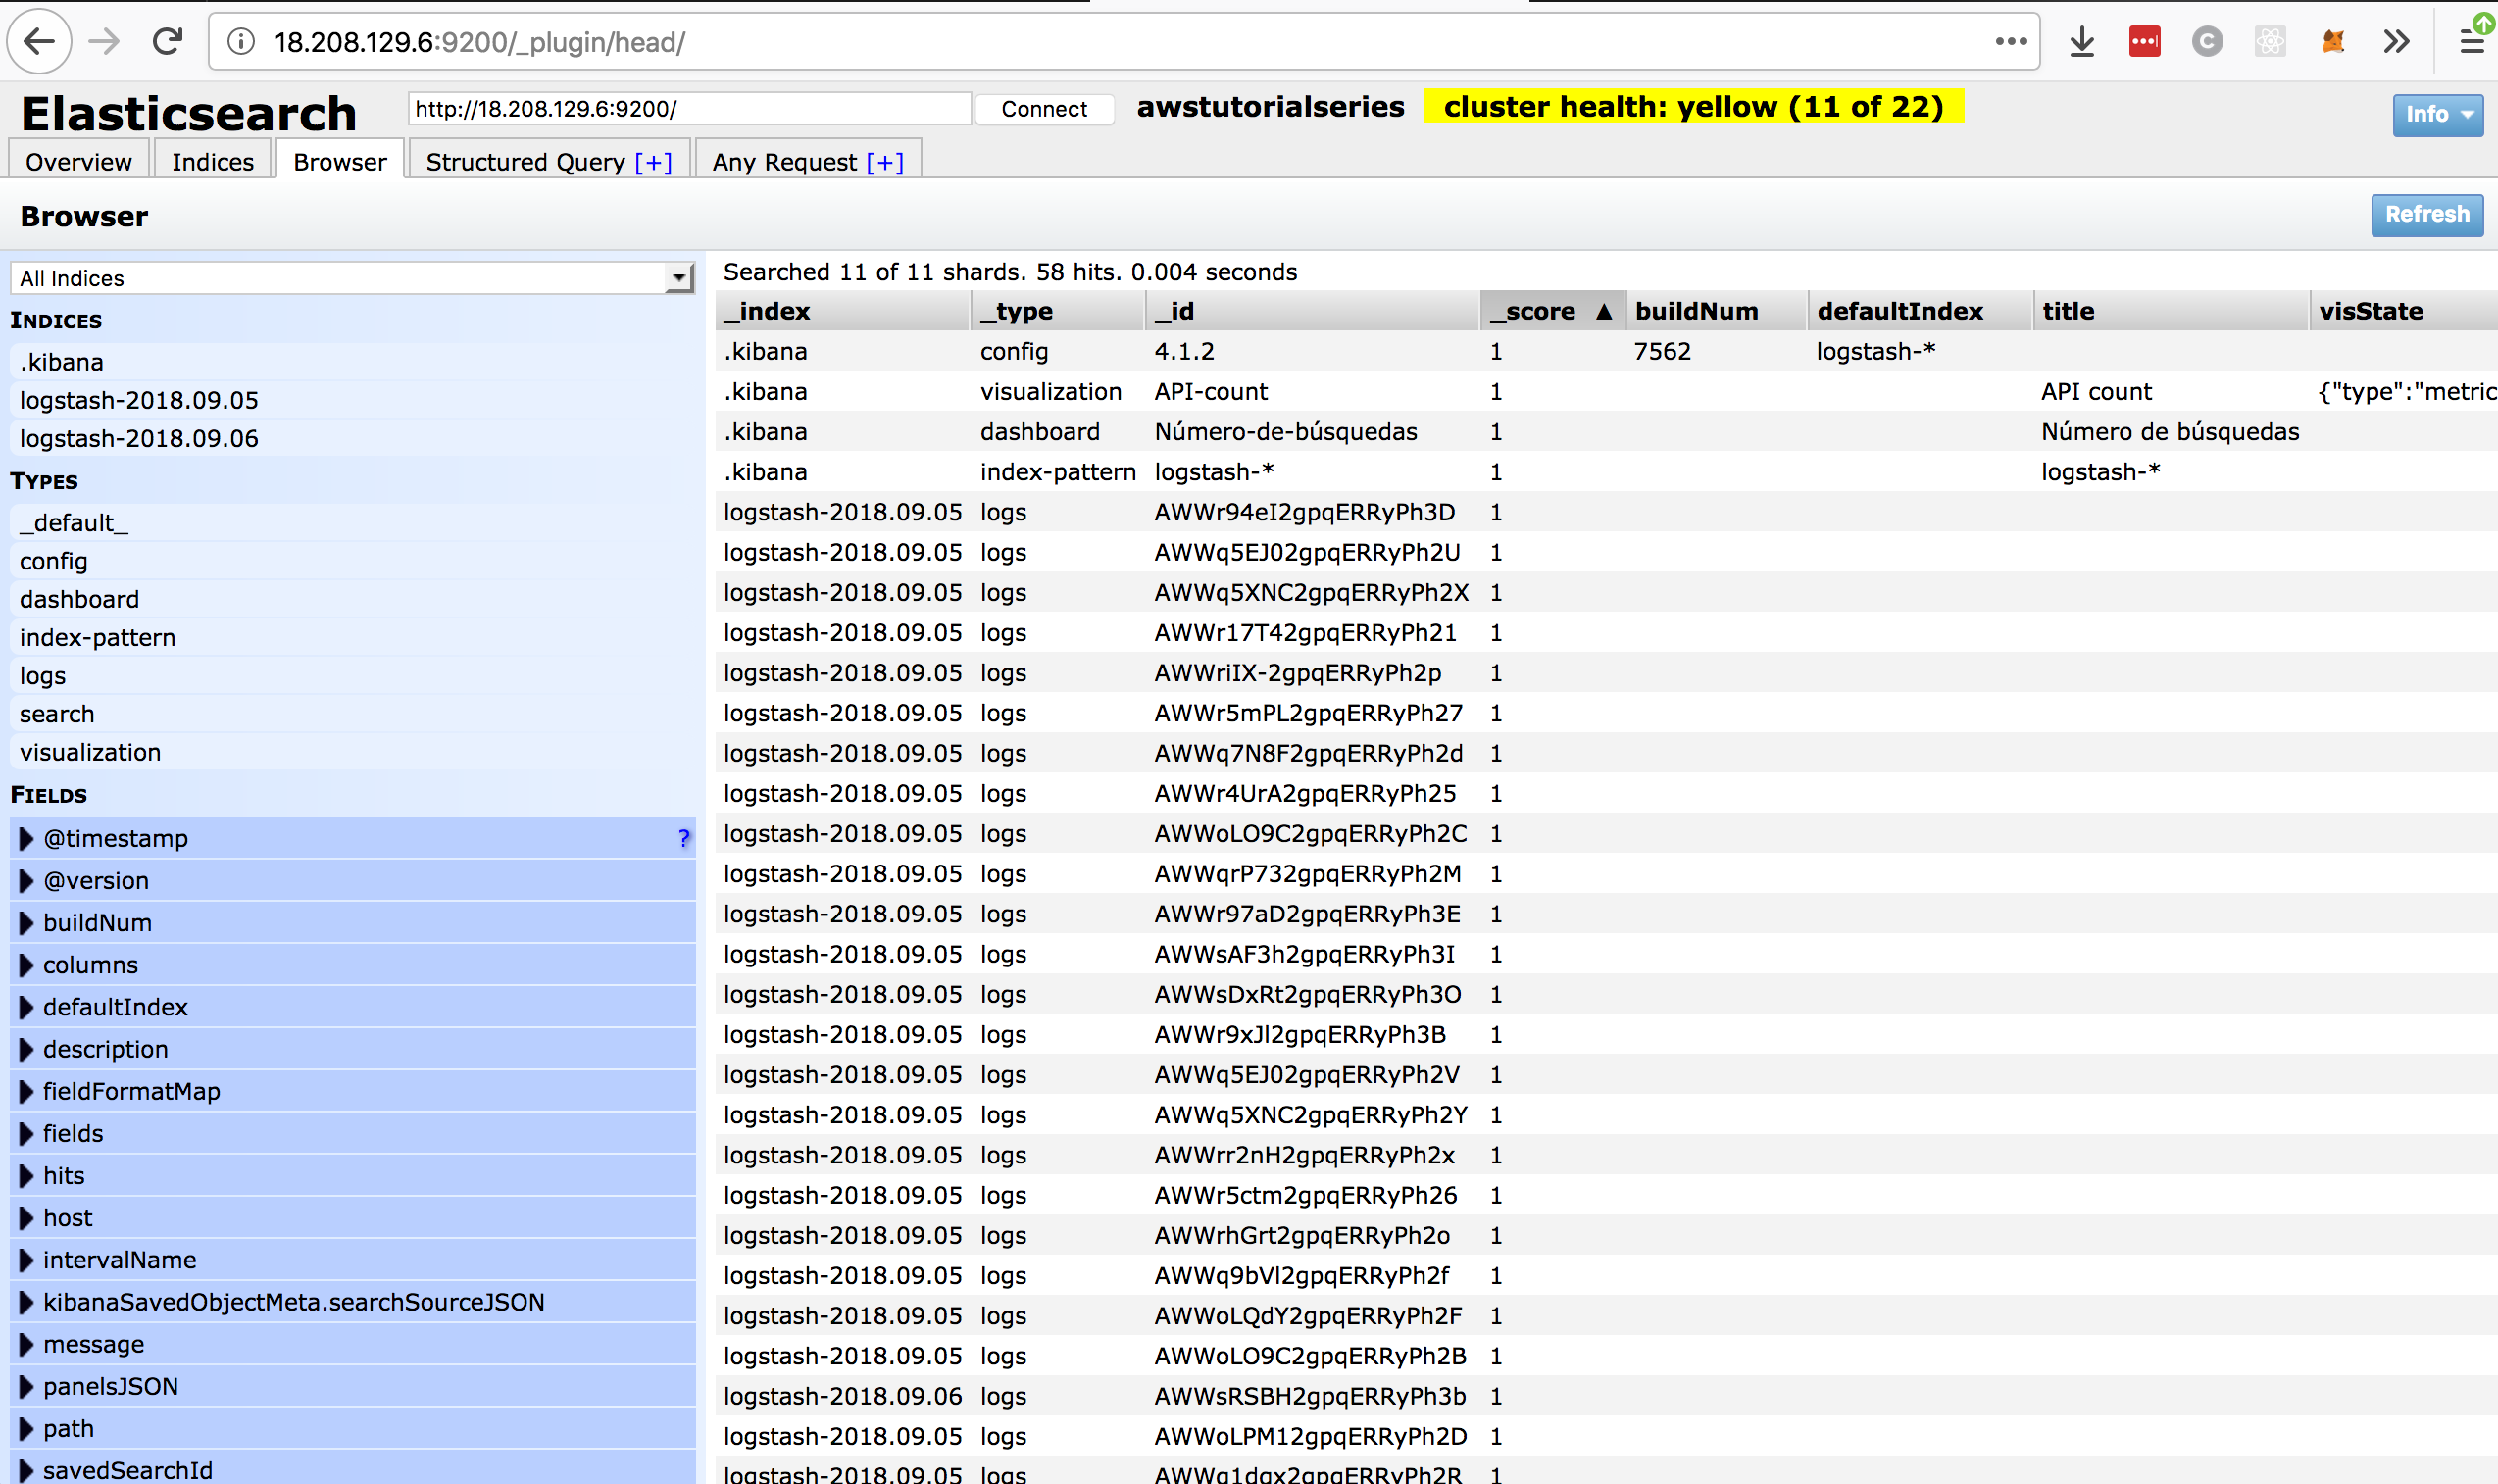 18.208.129.6:9200/_plugin/head/
Elasticsearch http://18.208.129.6:9200/ Connect awstutorialseries cluster health: yellow (11 of 22) Info
Overview Indices Browser Structured Query [+] Any Request [+]
Browser Refresh
All Indices
INDICES
.kibana
logstash-2018.09.05
logstash-2018.09.06
TYPES
_default_
config
dashboard
index-pattern
logs
search
visualization
FIELDS
@timestamp ?
@version
buildNum
columns
defaultIndex
description
fieldFormatMap
fields
hits
host
intervalName
kibanaSavedObjectMeta.searchSourceJSON
message
panelsJSON
path
savedSearchId
Searched 11 of 11 shards. 58 hits. 0.004 seconds
_index _type _id _score ▲ buildNum defaultIndex title visState
.kibana config 4.1.2 1 7562 logstash-*
.kibana visualization API-count 1 API count {"type":"metric
.kibana dashboard Número-de-búsquedas 1 Número de búsquedas
.kibana index-pattern logstash-* 1 logstash-*
logstash-2018.09.05 logs AWWr94eI2gpqERRyPh3D 1
logstash-2018.09.05 logs AWWq5EJ02gpqERRyPh2U 1
logstash-2018.09.05 logs AWWq5XNC2gpqERRyPh2X 1
logstash-2018.09.05 logs AWWr17T42gpqERRyPh21 1
logstash-2018.09.05 logs AWWriIX-2gpqERRyPh2p 1
logstash-2018.09.05 logs AWWr5mPL2gpqERRyPh27 1
logstash-2018.09.05 logs AWWq7N8F2gpqERRyPh2d 1
logstash-2018.09.05 logs AWWr4UrA2gpqERRyPh25 1
logstash-2018.09.05 logs AWWoLO9C2gpqERRyPh2C 1
logstash-2018.09.05 logs AWWqrP732gpqERRyPh2M 1
logstash-2018.09.05 logs AWWr97aD2gpqERRyPh3E 1
logstash-2018.09.05 logs AWWsAF3h2gpqERRyPh3I 1
logstash-2018.09.05 logs AWWsDxRt2gpqERRyPh3O 1
logstash-2018.09.05 logs AWWr9xJl2gpqERRyPh3B 1
logstash-2018.09.05 logs AWWq5EJ02gpqERRyPh2V 1
logstash-2018.09.05 logs AWWq5XNC2gpqERRyPh2Y 1
logstash-2018.09.05 logs AWWrr2nH2gpqERRyPh2x 1
logstash-2018.09.05 logs AWWr5ctm2gpqERRyPh26 1
logstash-2018.09.05 logs AWWrhGrt2gpqERRyPh2o 1
logstash-2018.09.05 logs AWWq9bVl2gpqERRyPh2f 1
logstash-2018.09.05 logs AWWoLQdY2gpqERRyPh2F 1
logstash-2018.09.05 logs AWWoLO9C2gpqERRyPh2B 1
logstash-2018.09.06 logs AWWsRSBH2gpqERRyPh3b 1
logstash-2018.09.05 logs AWWoLPM12gpqERRyPh2D 1
logstash-2018.09.05 logs AWWq1dqx2gpqERRyPh2R 1